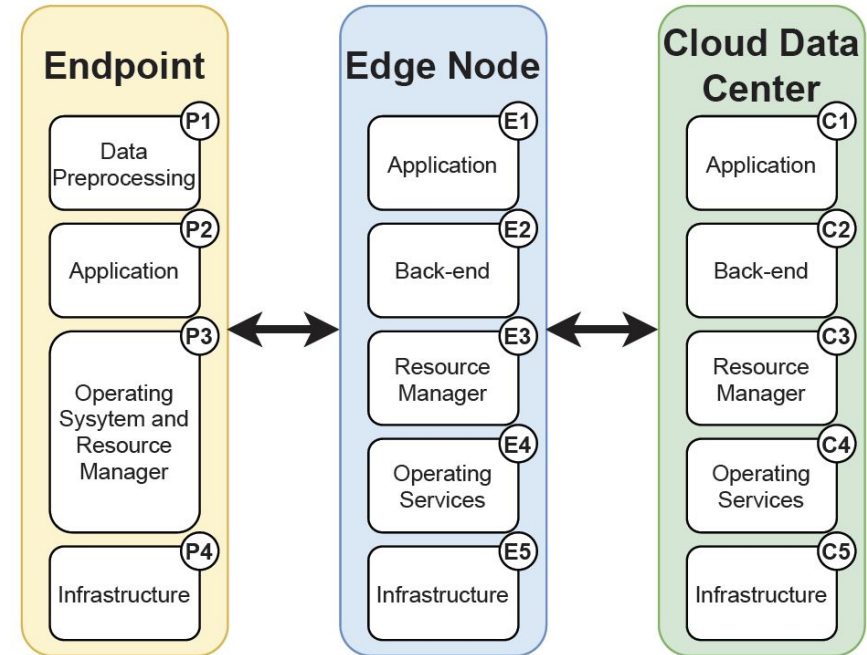 Endpoint
P1
Data
Preprocessing
P2
Application
P3
Operating
Sysytem and
Resource
Manager
P4
Infrastructure
Edge Node
E1
Application
E2
Back-end
E3
Resource
Manager
E4
Operating
Services
E5
Infrastructure
Cloud Data
Center
C1
Application
C2
Back-end
C3
Resource
Manager
C4
Operating
Services
C5
Infrastructure